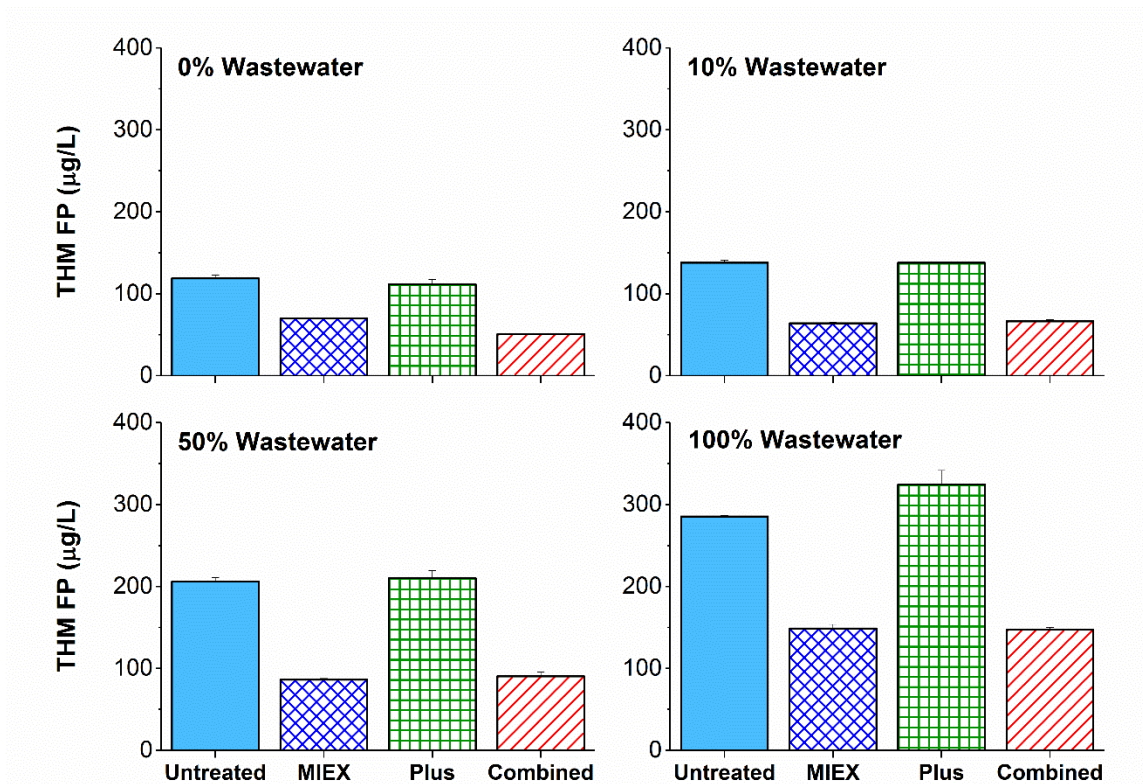 0% Wastewater
THM FP (μg/L)
400
300
200
100
0
10% Wastewater
400
300
200
100
0
50% Wastewater
THM FP (μg/L)
400
300
200
100
0
Untreated MIEX Plus Combined
100% Wastewater
400
300
200
100
0
Untreated MIEX Plus Combined